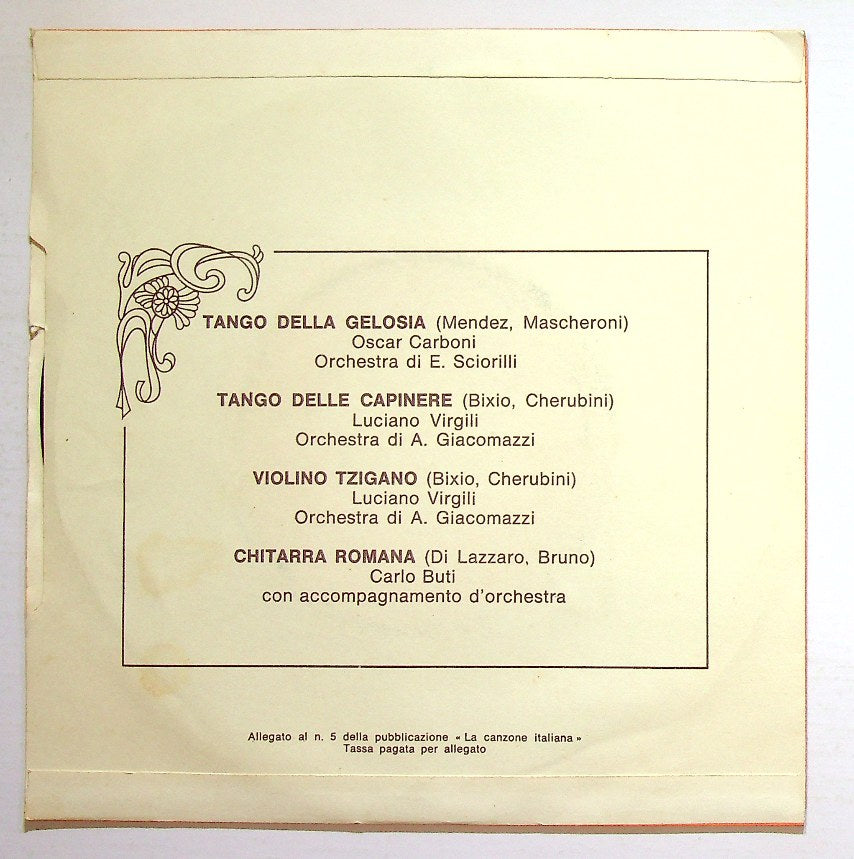 TANGO DELLA GELOSIA (Mendez, Mascheroni)
Oscar Carboni
Orchestra di E. Sciorilli
TANGO DELLE CAPINERE (Bixio, Cherubini)
Luciano Virgili
Orchestra di A. Giacomazzi
VIOLINO TZIGANO (Bixio, Cherubini)
Luciano Virgili
Orchestra di A. Giacomazzi
CHITARRA ROMANA (Di Lazzaro, Bruno)
Carlo Buti
con accompagnamento d'orchestra
Allegato al n. 5 della pubblicazione « La canzone italiana »
Tassa pagata per allegato